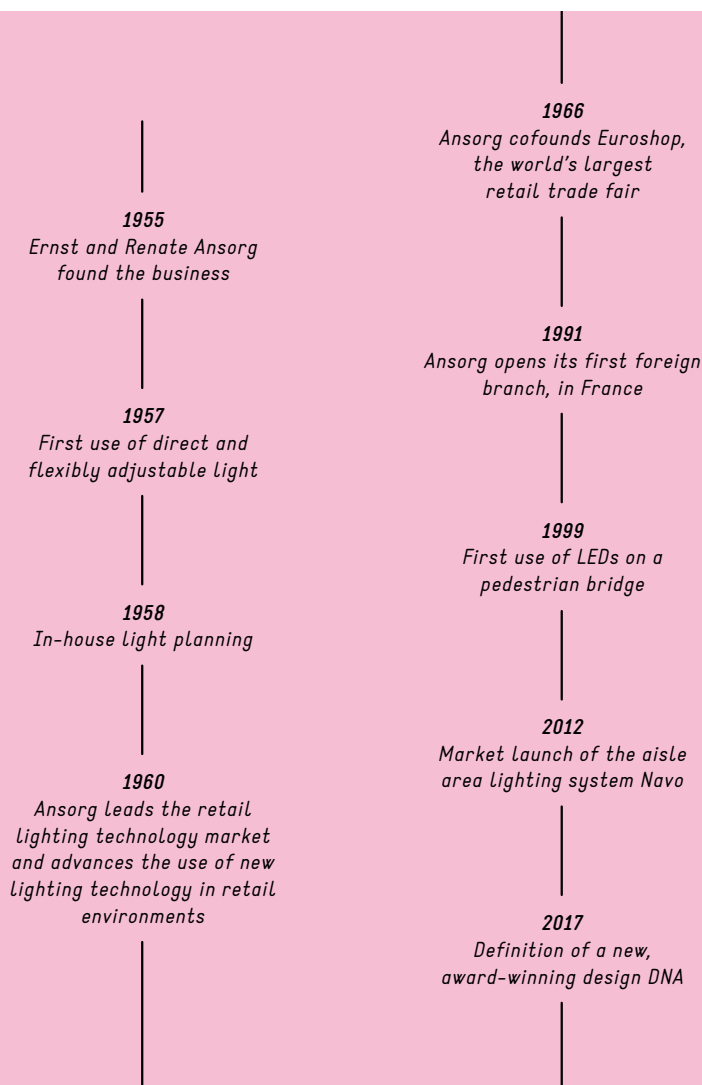 1955
Ernst and Renate Ansorg
found the business
1957
First use of direct and
flexibly adjustable light
1958
In-house light planning
1960
Ansorg leads the retail
lighting technology market
and advances the use of new
lighting technology in retail
environments
1966
Ansorg cofounds Euroshop,
the world's largest
retail trade fair
1991
Ansorg opens its first foreign
branch, in France
1999
First use of LEDs on a
pedestrian bridge
2012
Market launch of the aisle
area lighting system Navo
2017
Definition of a new,
award-winning design DNA